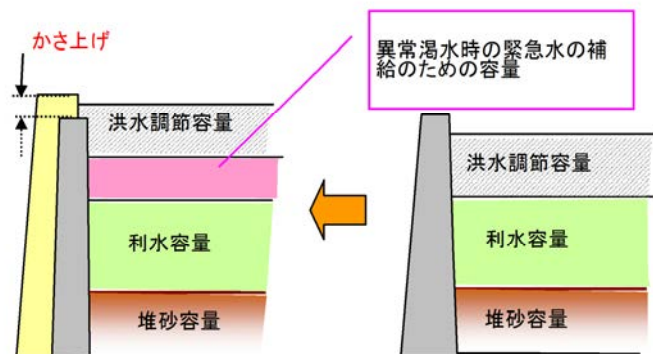 かさ上げ
異常渇水時の緊急水の補
給のための容量
洪水調節容量
利水容量
堆砂容量
洪水調節容量
利水容量
堆砂容量